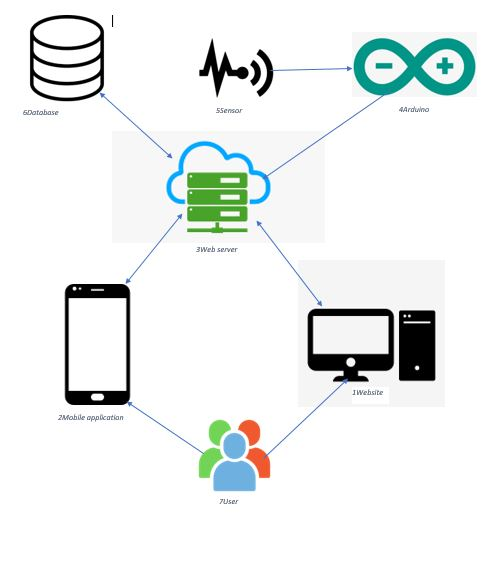 6Database
5Sensor
4Arduino
3Web server
1Website
2Mobile application
7User